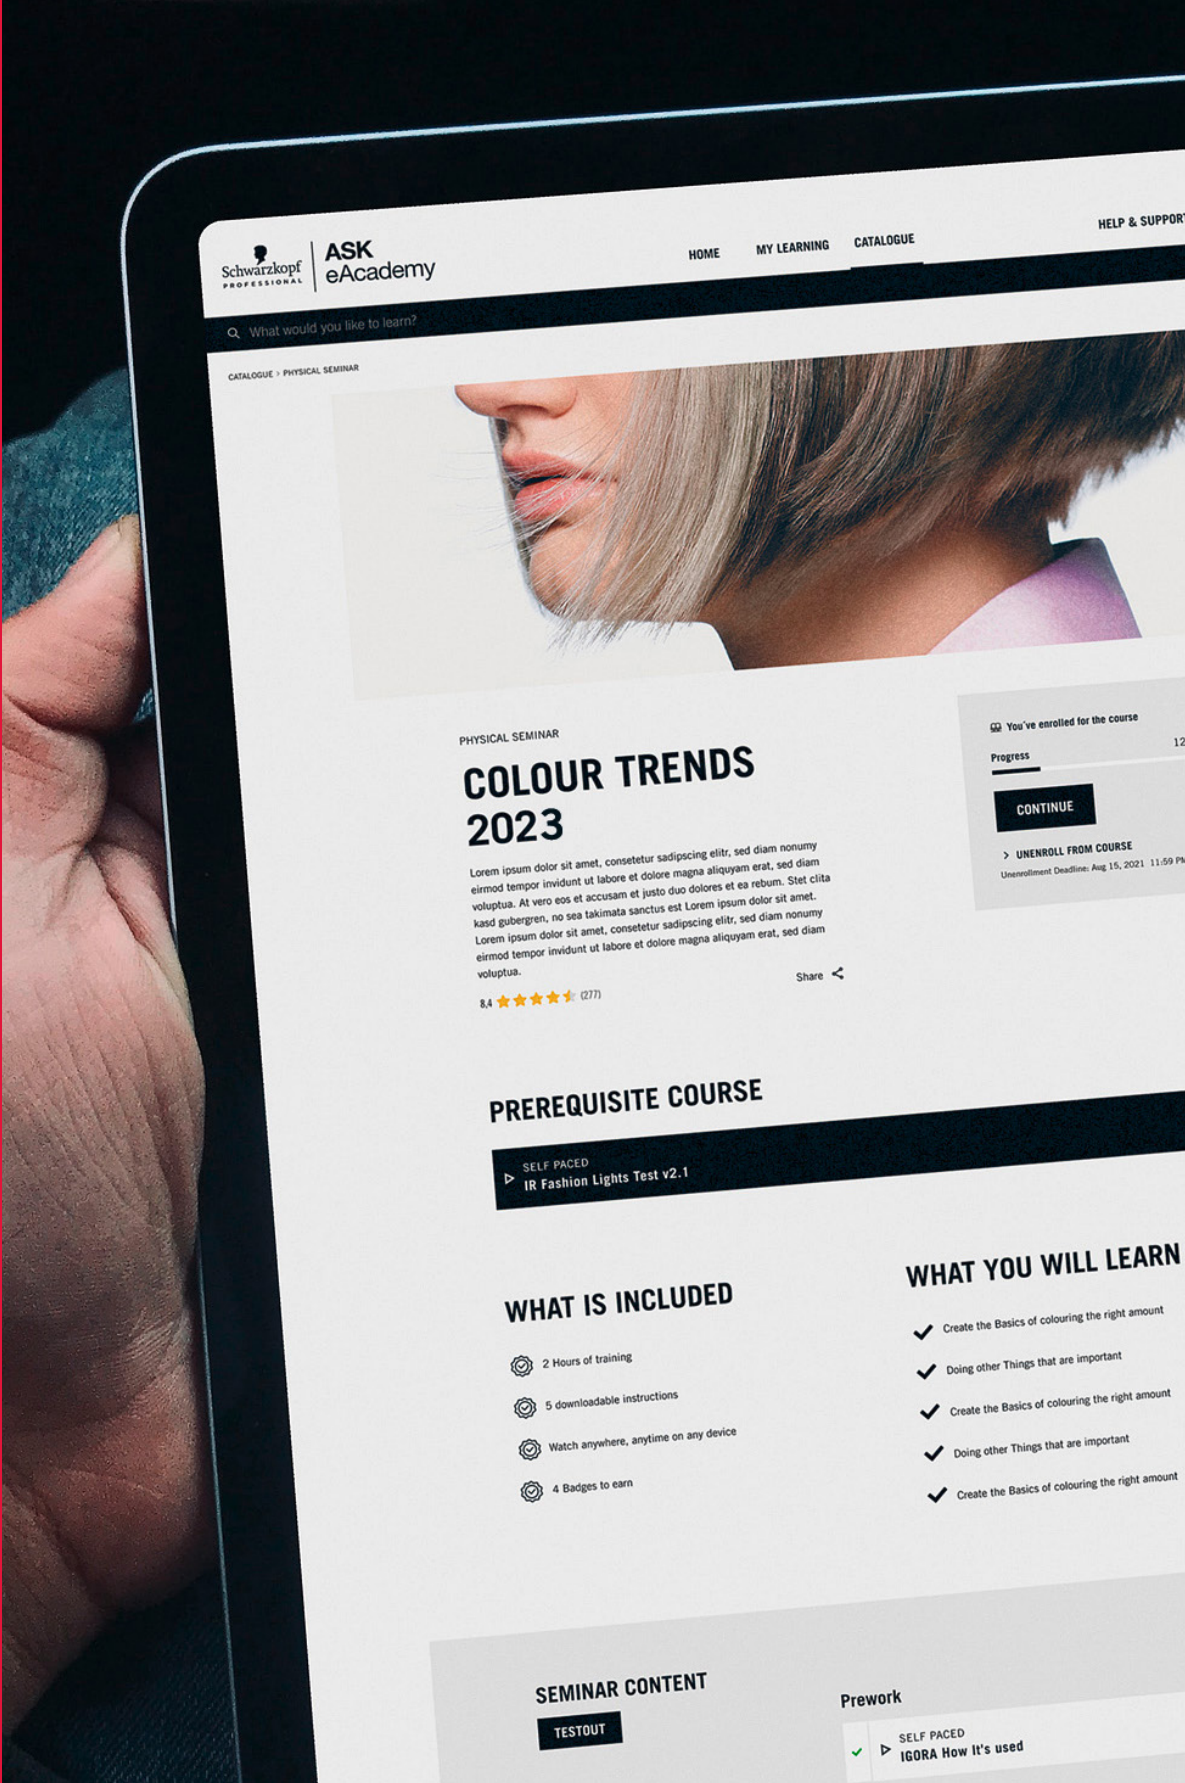 Schwarzkopf
PROFESSIONAL
ASK
eAcademy
HOME
MY LEARNING
CATALOGUE
HELP & SUPPORT
What would you like to learn?
CATALOGUE > PHYSICAL SEMINAR
PHYSICAL SEMINAR
COLOUR TRENDS
2023
Lorem ipsum dolor sit amet, consetetur sadipscing elitr, sed diam nonumy
eirmod tempor invidunt ut labore et dolore magna aliquyam erat, sed diam
voluptua. At vero eos et accusam et justo duo dolores et ea rebum. Stet clita
kasd gubergren, no sea takimata sanctus est Lorem ipsum dolor sit amet.
Lorem ipsum dolor sit amet, consetetur sadipscing elitr, sed diam nonumy
eirmod tempor invidunt ut labore et dolore magna aliquyam erat, sed diam
voluptua.
8,4 (277)
Share
You've enrolled for the course
Progress
12
CONTINUE
> UNENROLL FROM COURSE
Unenrollment Deadline: Aug 15, 2021 11:59 PM
PREREQUISITE COURSE
SELF PACED
IR Fashion Lights Test v2.1
WHAT IS INCLUDED
2 Hours of training
5 downloadable instructions
Watch anywhere, anytime on any device
4 Badges to earn
WHAT YOU WILL LEARN
Create the Basics of colouring the right amount
Doing other Things that are important
Create the Basics of colouring the right amount
Doing other Things that are important
Create the Basics of colouring the right amount
SEMINAR CONTENT
TESTOUT
Prework
SELF PACED
IGORA How It's used